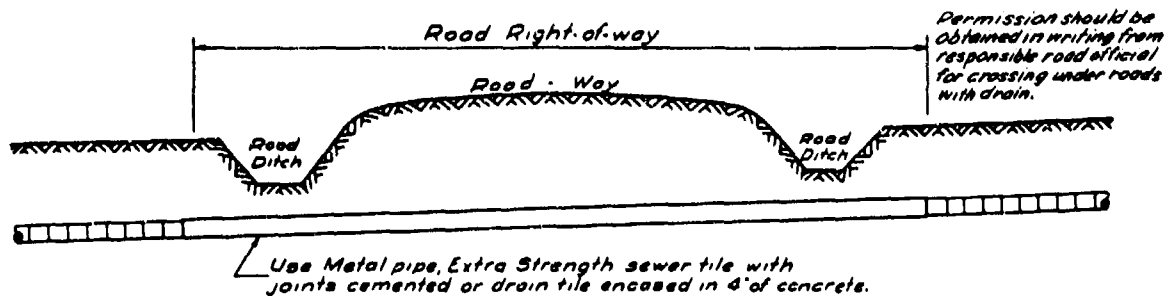 Road Right-of-way
Permission should be
obtained in writing from
responsible road official
for crossing under roads
with drain.
Road - Way
Road
Ditch
Road
Ditch
Use Metal pipe, Extra Strength sewer tile with
joints cemented or drain tile encased in 4" of concrete.